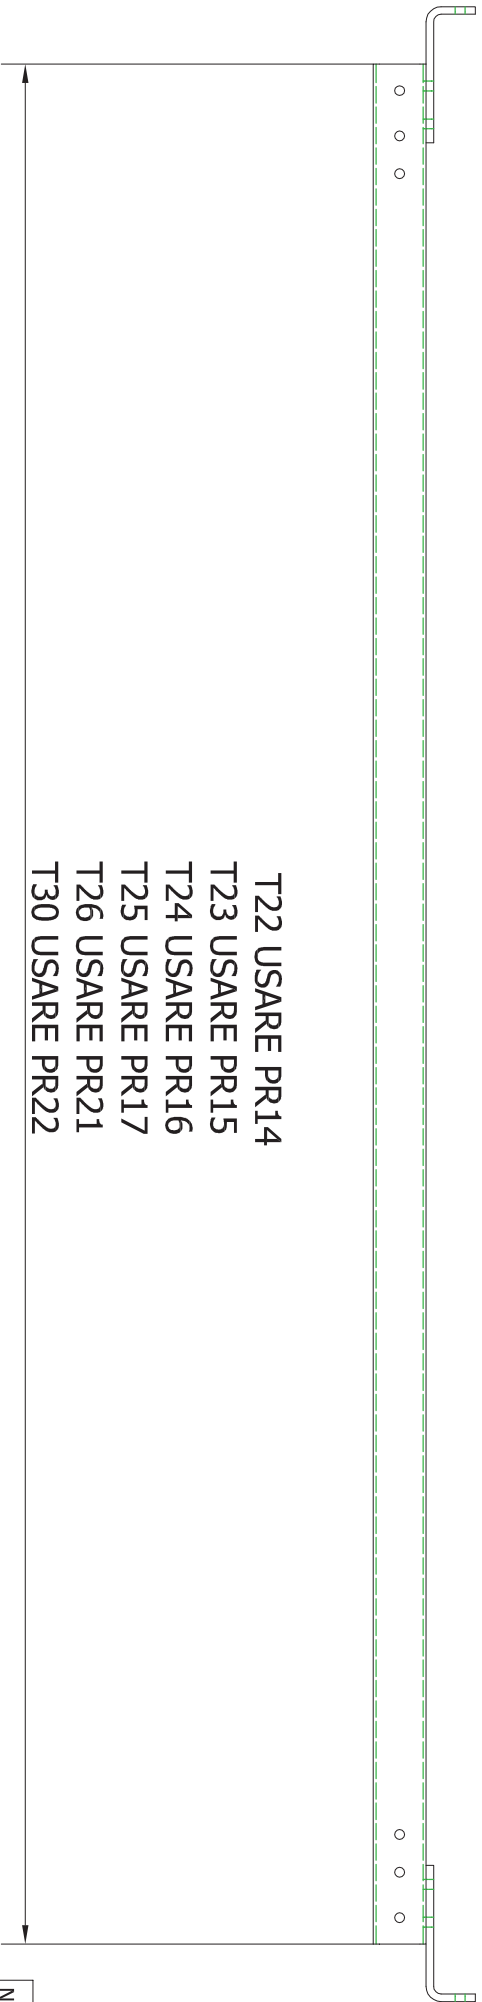 T22 USARE PR14
T23 USARE PR15
T24 USARE PR16
T25 USARE PR17
T26 USARE PR21
T30 USARE PR22
N